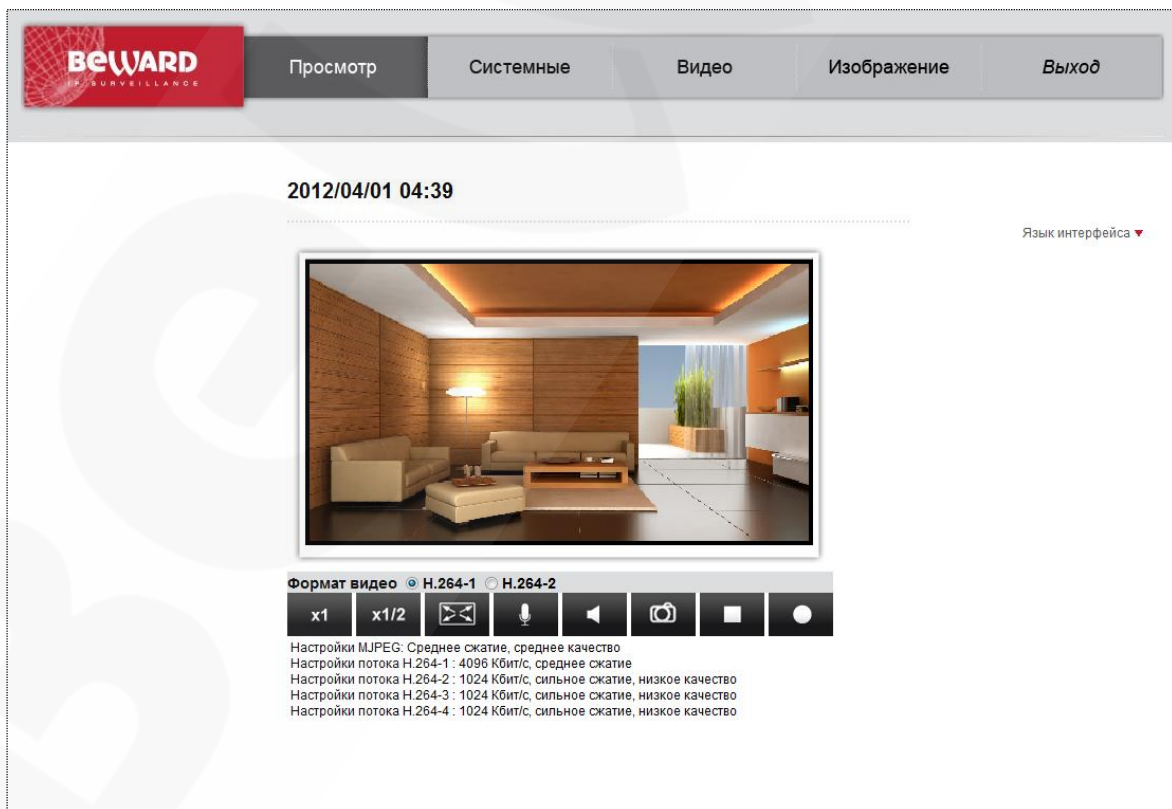 BEWARD
IP SURVEILLANCE
Просмотр
Системные
Видео
Изображение
Выход
2012/04/01 04:39
Язык интерфейса
Формат видео H.264-1 H.264-2
x1
x1/2
Настройки MJPEG: Среднее сжатие, среднее качество
Настройки потока H.264-1 : 4096 Кбит/с, среднее сжатие
Настройки потока H.264-2 : 1024 Кбит/с, сильное сжатие, низкое качество
Настройки потока H.264-3 : 1024 Кбит/с, сильное сжатие, низкое качество
Настройки потока H.264-4 : 1024 Кбит/с, сильное сжатие, низкое качество